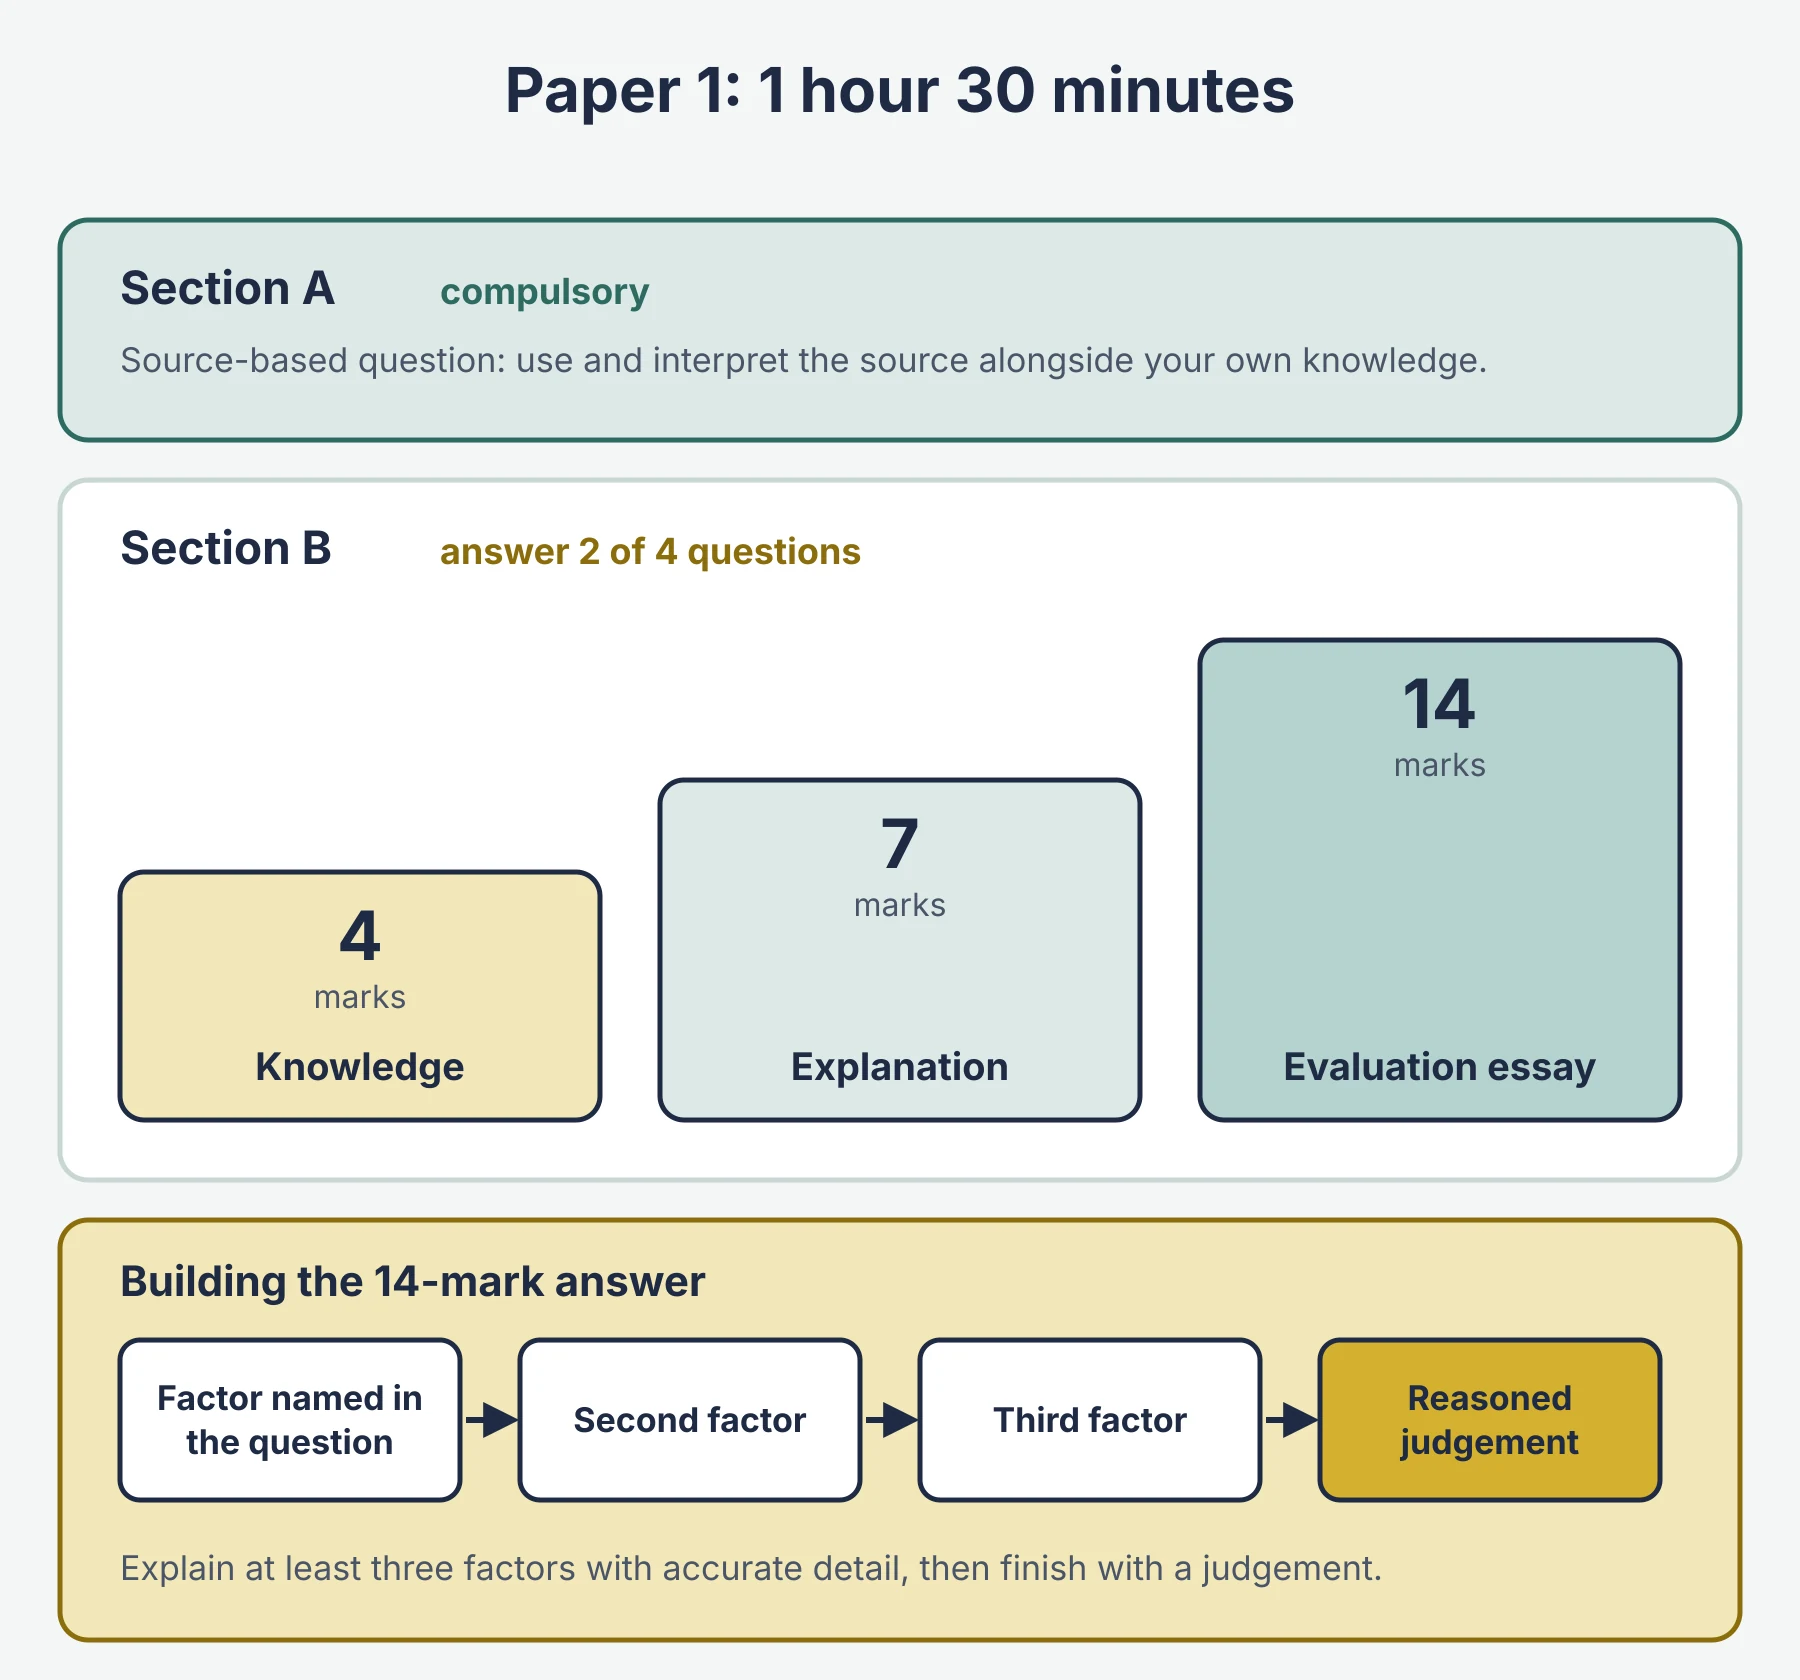 Paper 1: 1 hour 30 minutes
Section A
compulsory
Source-based question: use and interpret the source alongside your own knowledge.
Section B
answer 2 of 4 questions
4
marks
Knowledge
7
marks
Explanation
14
marks
Evaluation essay
Building the 14-mark answer
Factor named in
the question
Second factor
Third factor
Reasoned
judgement
Explain at least three factors with accurate detail, then finish with a judgement.